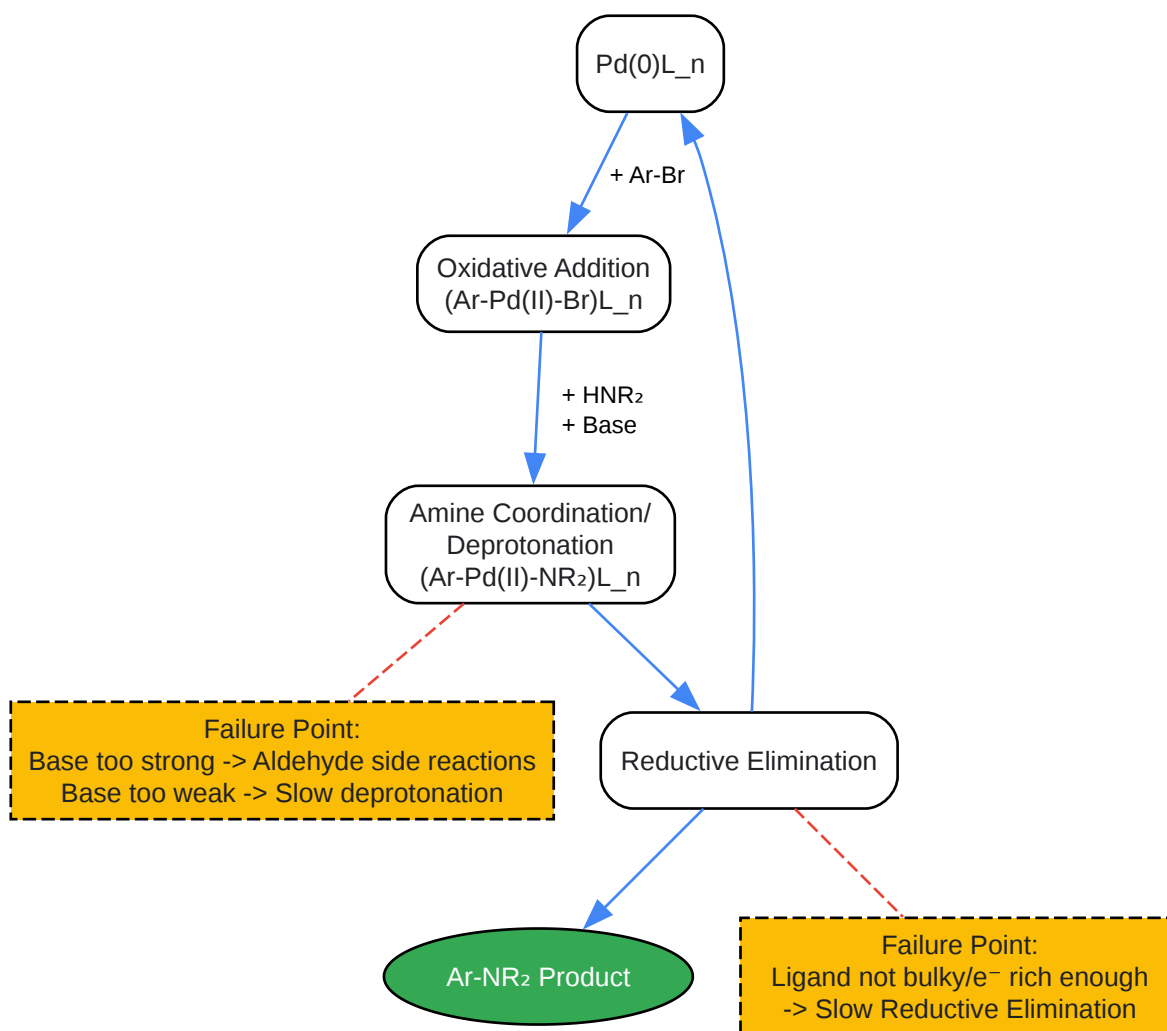 Pd(0)L_n
+ Ar-Br
Oxidative Addition
(Ar-Pd(II)-Br)L_n
+ HNR₂
+ Base
Amine Coordination/
Deprotonation
(Ar-Pd(II)-NR₂)L_n
Failure Point:
Base too strong -> Aldehyde side reactions
Base too weak -> Slow deprotonation
Reductive Elimination
Ar-NR₂ Product
Failure Point:
Ligand not bulky/e⁻ rich enough
-> Slow Reductive Elimination